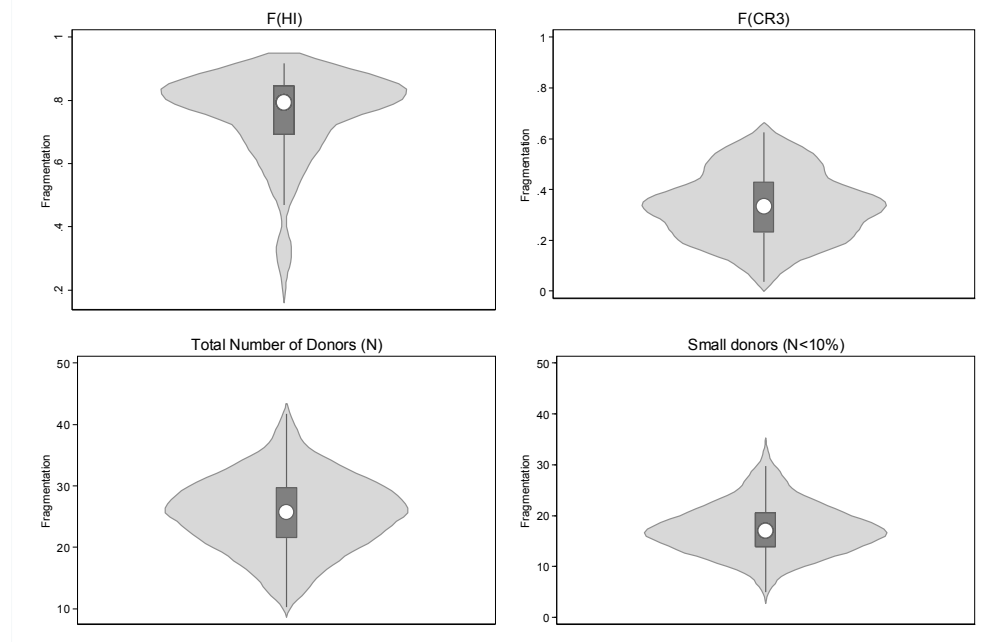 F(HI)
Fragmentation
1
.8
.6
.4
.2
F(CR3)
Fragmentation
1
.8
.6
.4
.2
0
Total Number of Donors (N)
Fragmentation
50
40
30
20
10
Small donors (N<10%)
Fragmentation
50
40
30
20
10
0